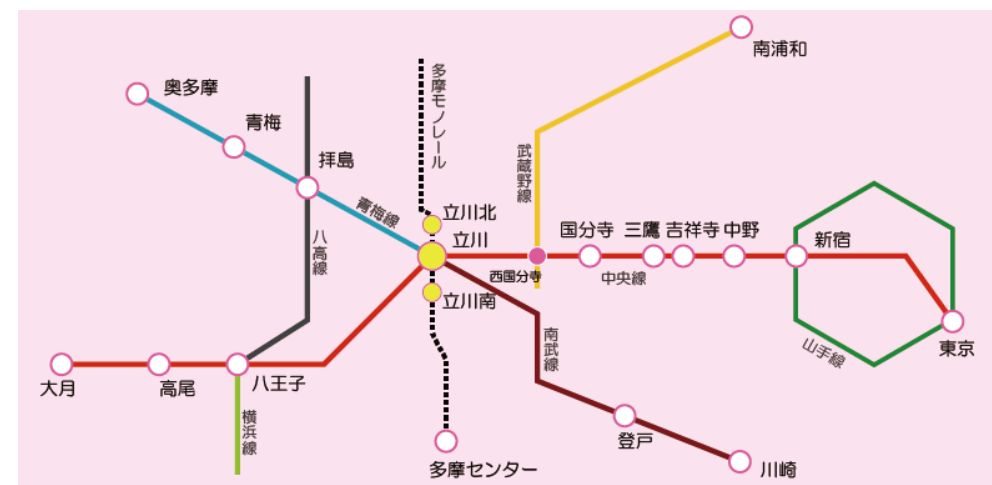 南浦和
多摩モノレール
奥多摩
青梅
拝島
武蔵野線
青梅線
立川北
国分寺
三鷹
吉祥寺
中野
新宿
立川
八高線
西国分寺
中央線
立川南
南武線
山手線
東京
大月
高尾
八王子
横浜線
登戸
多摩センター
川崎